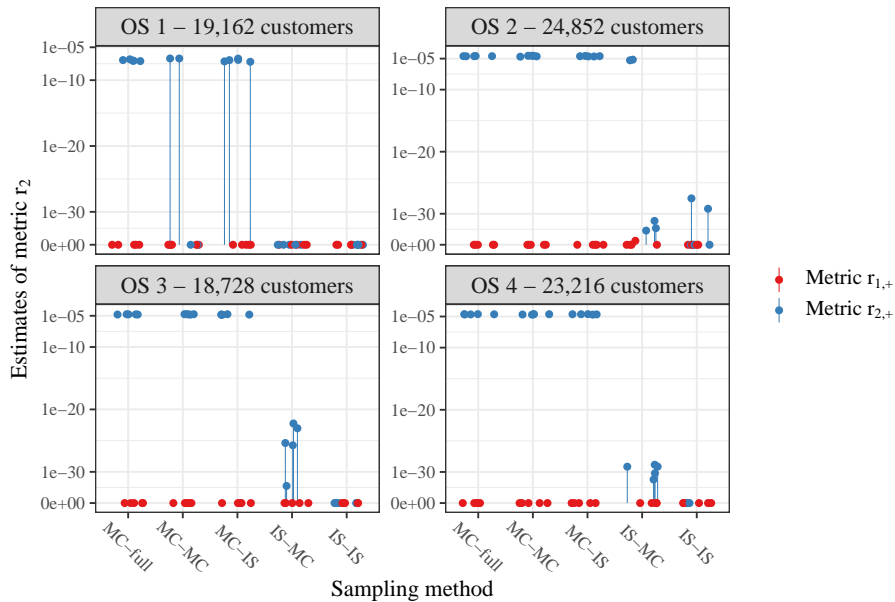 OS 1 – 19,162 customers
OS 2 – 24,852 customers
1e−05
1e−10
1e−20
1e−30
0e+00
1e−05
1e−10
1e−20
1e−30
0e+00
OS 3 – 18,728 customers
OS 4 – 23,216 customers
1e−05
1e−10
1e−20
1e−30
0e+00
1e−05
1e−10
1e−20
1e−30
0e+00
Estimates of metric r2
Metric r1,+
Metric r2,+
MC−full
MC−MC
MC−IS
IS−MC
IS−IS
MC−full
MC−MC
MC−IS
IS−MC
IS−IS
Sampling method